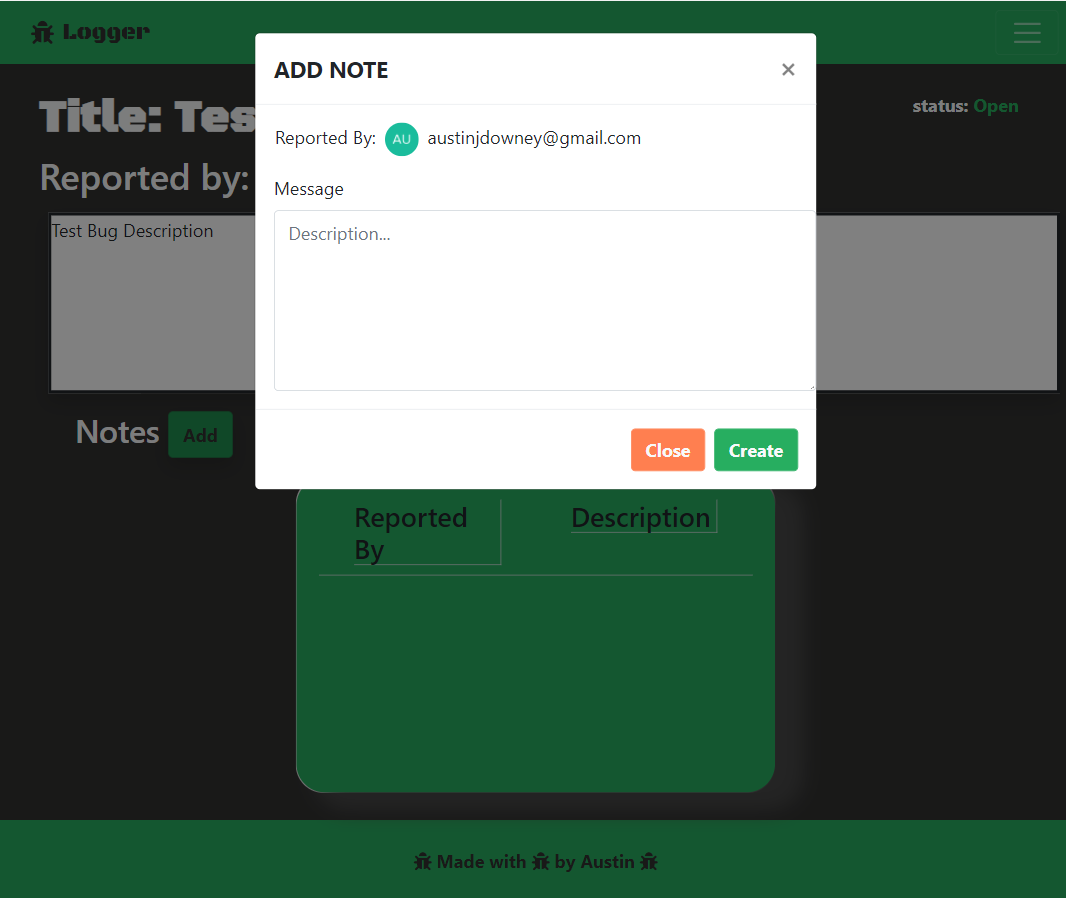 Logger
ADD NOTE
×
Title: Tes
status: Open
Reported By: AU austinjdowney@gmail.com
Reported by:
Message
Test Bug Description
Description...
Notes Add
Close Create
Reported
By
Description
Made with by Austin